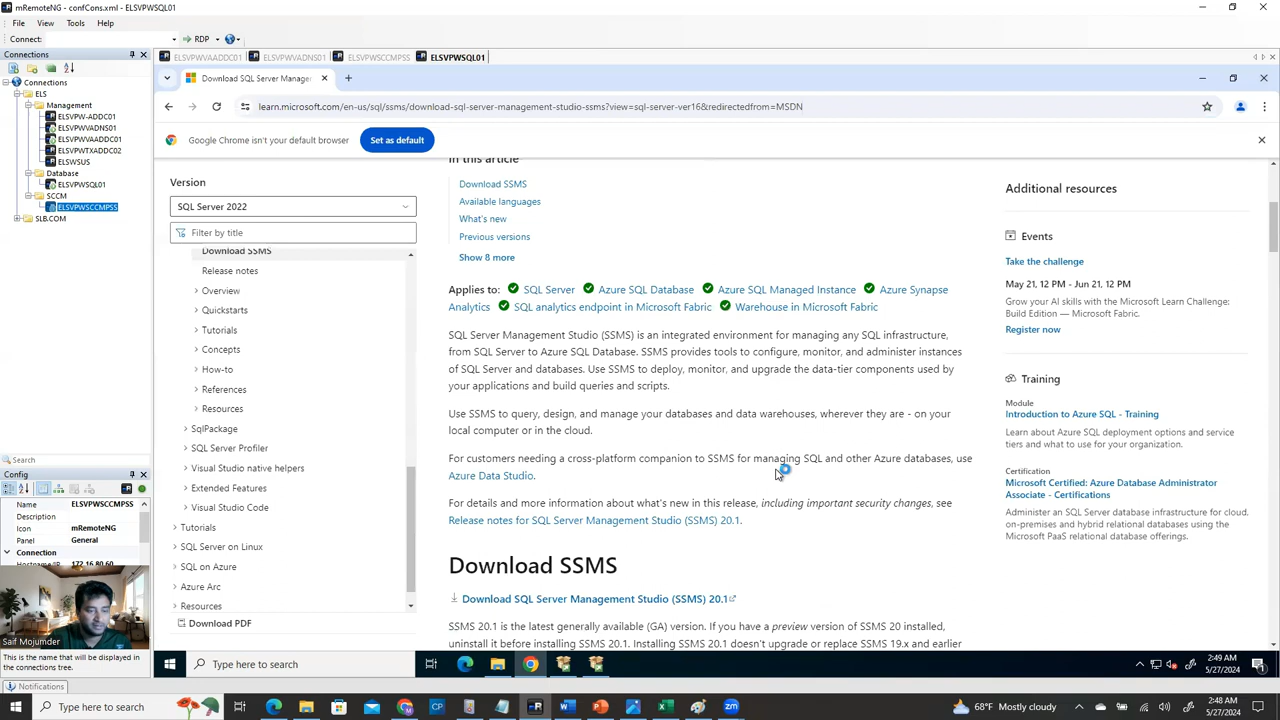 mRemoteNG - confCons.xml - ELSVPWSQL01
File View Tools Help
Connect: RDP
Connections
Connections
ELS
Management
ELSVPW-ADDC01
ELSVPWVADNS01
ELSVPWVAADDC01
ELSVPWTXADDC02
ELSWSUS
Database
ELSVPWSQL01
SCCM
ELSVPWSCCMPSS
SLB.COM
Search
Config
Name ELSVPWSCCMPSS
Description
Icon mRemoteNG
Panel General
Connection
Hostname/IP 172.16.80.60
Saif Mojumder
Name
This is the name that will be displayed in the connections tree.
Notifications
ELSVPWVAADDC01 ELSVPWVADNS01 ELSVPWSCCMPSS ELSVPWSQL01
Download SQL Server Manage
learn.microsoft.com/en-us/sql/ssms/download-sql-server-management-studio-ssms?view=sql-server-ver16&redirectedfrom=MSDN
Google Chrome isn't your default browser Set as default
Version
SQL Server 2022
Filter by title
Download SSMS
Release notes
Overview
Quickstarts
Tutorials
Concepts
How-to
References
Resources
SqlPackage
SQL Server Profiler
Visual Studio native helpers
Extended Features
Visual Studio Code
Tutorials
SQL Server on Linux
SQL on Azure
Azure Arc
Resources
Download PDF
In this article
Download SSMS
Available languages
What's new
Previous versions
Show 8 more
Applies to: SQL Server Azure SQL Database Azure SQL Managed Instance Azure Synapse
Analytics SQL analytics endpoint in Microsoft Fabric Warehouse in Microsoft Fabric
SQL Server Management Studio (SSMS) is an integrated environment for managing any SQL infrastructure,
from SQL Server to Azure SQL Database. SSMS provides tools to configure, monitor, and administer instances
of SQL Server and databases. Use SSMS to deploy, monitor, and upgrade the data-tier components used by
your applications and build queries and scripts.
Use SSMS to query, design, and manage your databases and data warehouses, wherever they are - on your
local computer or in the cloud.
For customers needing a cross-platform companion to SSMS for managing SQL and other Azure databases, use
Azure Data Studio.
For details and more information about what's new in this release, including important security changes, see
Release notes for SQL Server Management Studio (SSMS) 20.1.
Download SSMS
Download SQL Server Management Studio (SSMS) 20.1
SSMS 20.1 is the latest generally available (GA) version. If you have a preview version of SSMS 20 installed,
uninstall it before installing SSMS 20.1. Installing SSMS 20.1 doesn't upgrade or replace SSMS 19.x and earlier
Additional resources
Events
Take the challenge
May 21, 12 PM - Jun 21, 12 PM
Grow your AI skills with the Microsoft Learn Challenge:
Build Edition — Microsoft Fabric.
Register now
Training
Module
Introduction to Azure SQL - Training
Learn about Azure SQL deployment options and service
tiers and what to use for your organization.
Certification
Microsoft Certified: Azure Database Administrator
Associate - Certifications
Administer an SQL Server database infrastructure for cloud,
on-premises and hybrid relational databases using the
Microsoft PaaS relational database offerings.
Type here to search
2:49 AM
5/27/2024
Type here to search
68°F Mostly cloudy
2:48 AM
5/27/2024